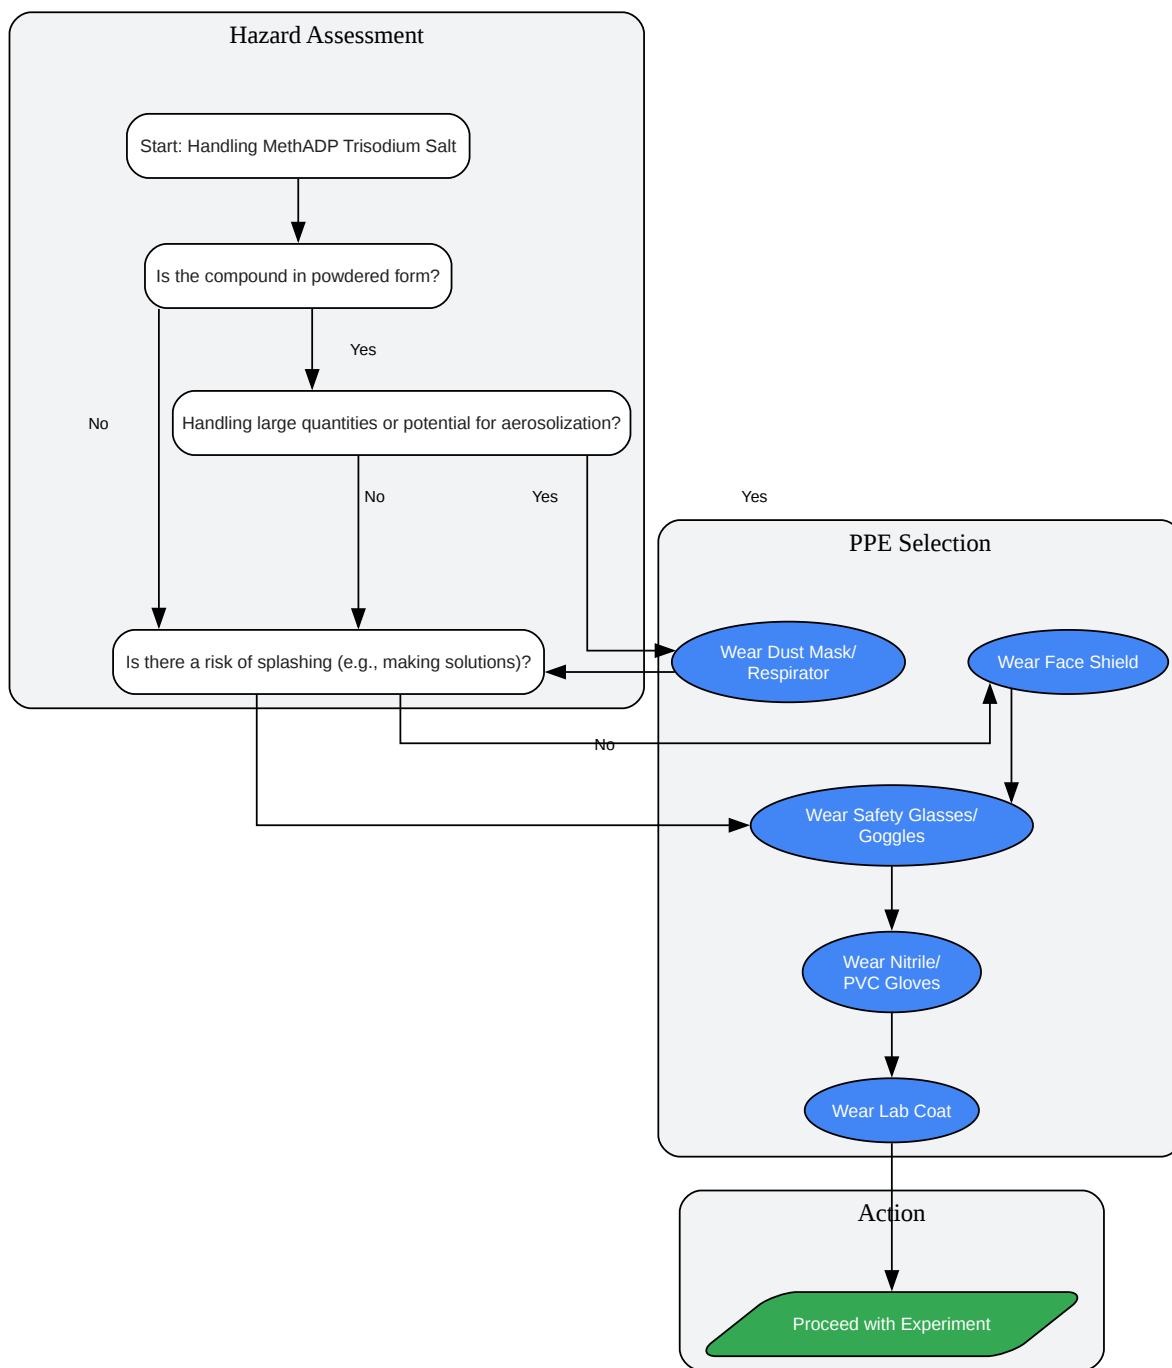 Hazard Assessment
Start: Handling MethADP Trisodium Salt
Is the compound in powdered form?
Yes
No
Handling large quantities or potential for aerosolization?
No
Yes
Yes
PPE Selection
Is there a risk of splashing (e.g., making solutions)?
Wear Dust Mask/
Respirator
Wear Face Shield
No
Wear Safety Glasses/
Goggles
Wear Nitrile/
PVC Gloves
Wear Lab Coat
Action
Proceed with Experiment